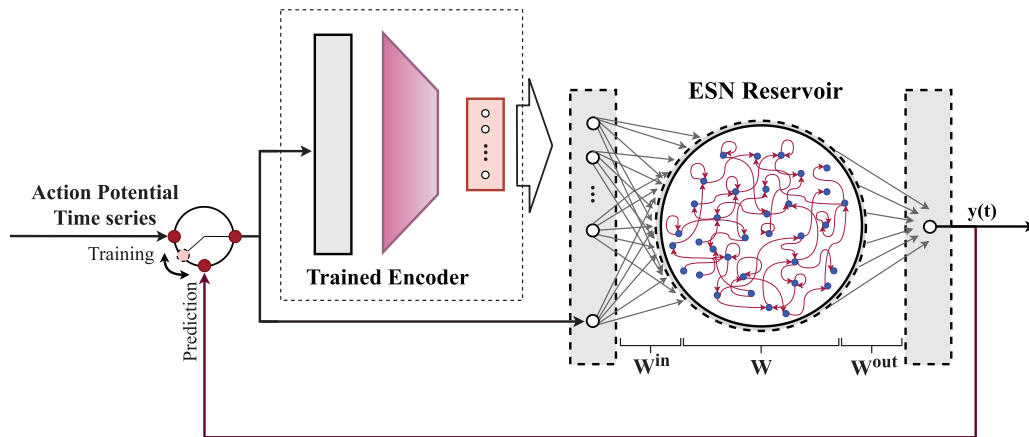 ESN Reservoir
Action Potential
Time series
Training
Prediction
Trained Encoder
y(t)
W^in
W
W^out